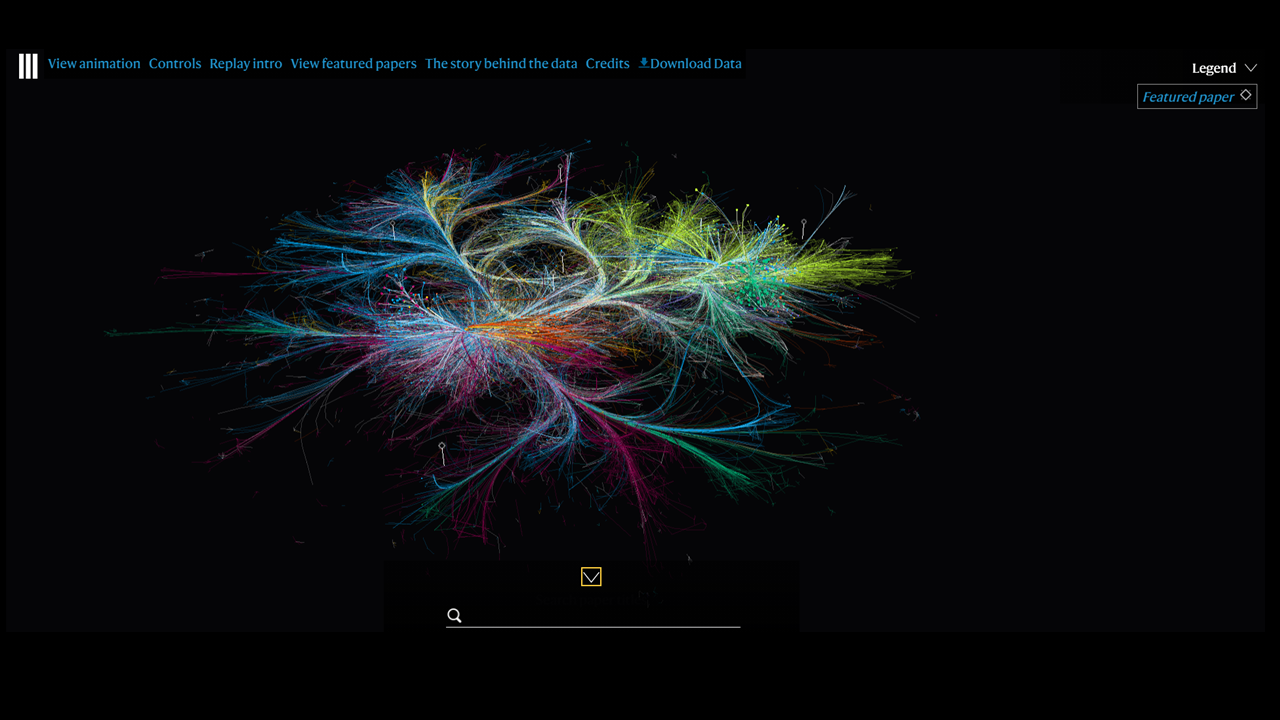 View animation Controls Replay intro View featured papers The story behind the data Credits Download Data
Legend
Featured paper